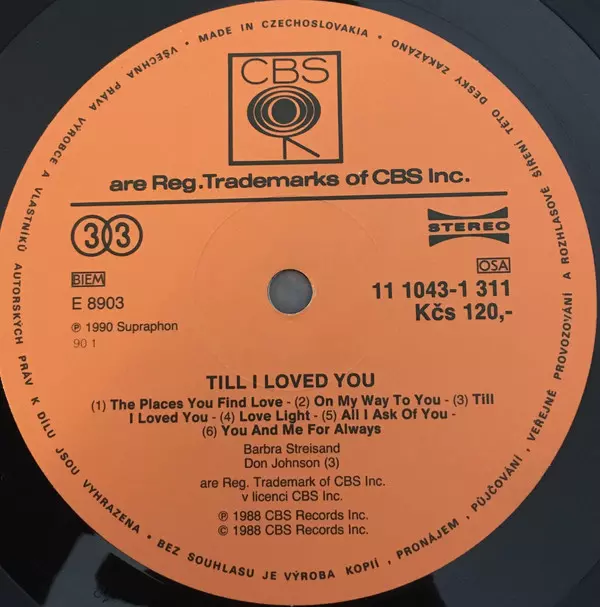 VŠECHNA PRÁVA VÝROBCE A VLASTNÍKŮ AUTORSKÝCH PRÁV K DÍLU JSOU VYHRAZENA • BEZ SOUHLASU JE VÝROBA KOPIÍ, PRONÁJEM, PŮJČOVÁNÍ, VEŘEJNÉ PROVOZOVÁNÍ A ROZHLASOVÉ ŠÍŘENÍ TÉTO DESKY ZAKÁZÁNO • MADE IN CZECHOSLOVAKIA •
CBS
are Reg.Trademarks of CBS Inc.
33
STEREO
BIEM
OSA
E 8903
11 1043-1 311
Kčs 120,-
℗ 1990 Supraphon
90 1
TILL I LOVED YOU
(1) The Places You Find Love - (2) On My Way To You - (3) Till
I Loved You - (4) Love Light - (5) All I Ask Of You -
(6) You And Me For Always
Barbra Streisand
Don Johnson (3)
are Reg. Trademark of CBS Inc.
v licenci CBS Inc.
℗ 1988 CBS Records Inc.
© 1988 CBS Records Inc.